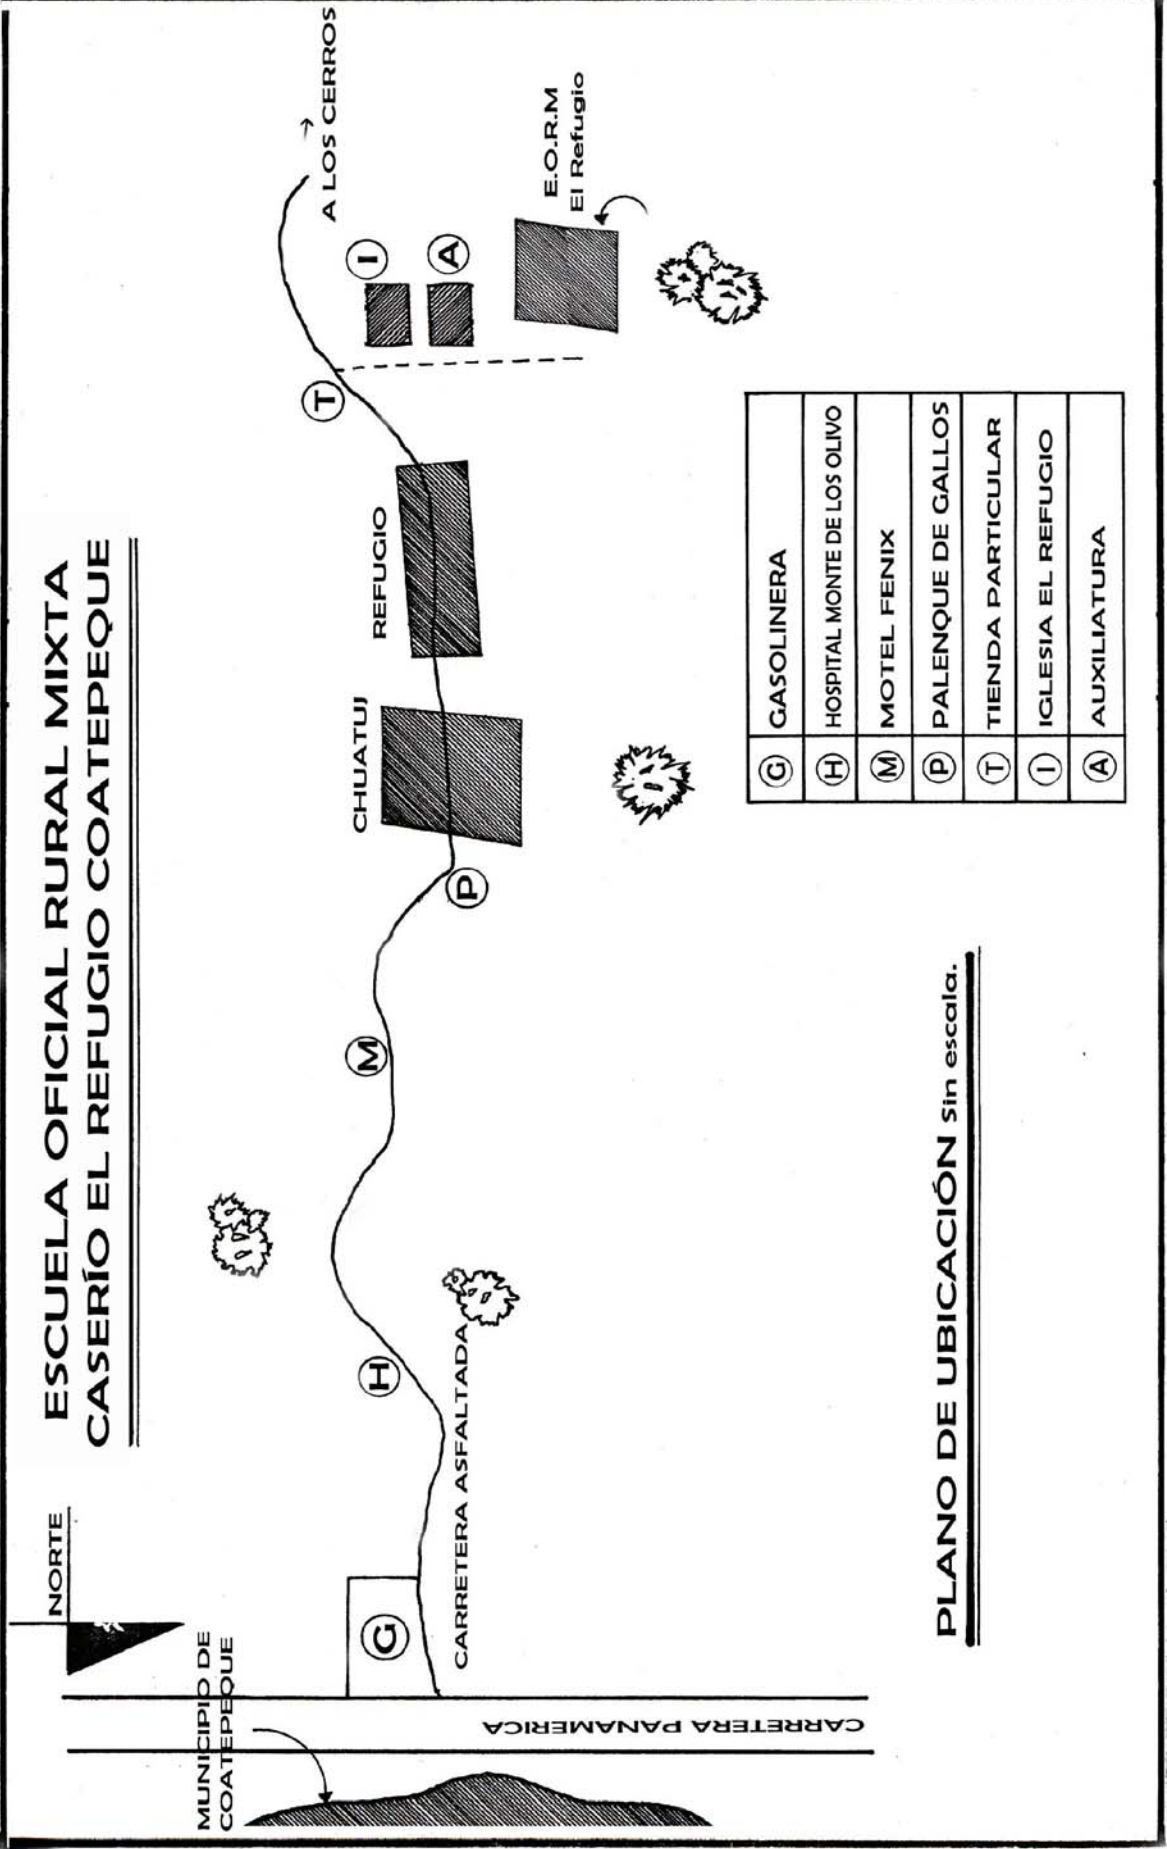 ESCUELA OFICIAL RURAL MIXTA
CASERÍO EL REFUGIO COATEPEQUE
NORTE
MUNICIPIO DE
COATEPEQUE
CARRETERA PANAMERICA
G
CARRETERA ASFALTADA
H
M
P
CHUATUJ
REFUGIO
T
I
A
A LOS CERROS
E.O.R.M
El Refugio
PLANO DE UBICACIÓN sin escala.
G GASOLINERA
H HOSPITAL MONTE DE LOS OLIVO
M MOTEL FENIX
P PALENQUE DE GALLOS
T TIENDA PARTICULAR
I IGLESIA EL REFUGIO
A AUXILIATURA